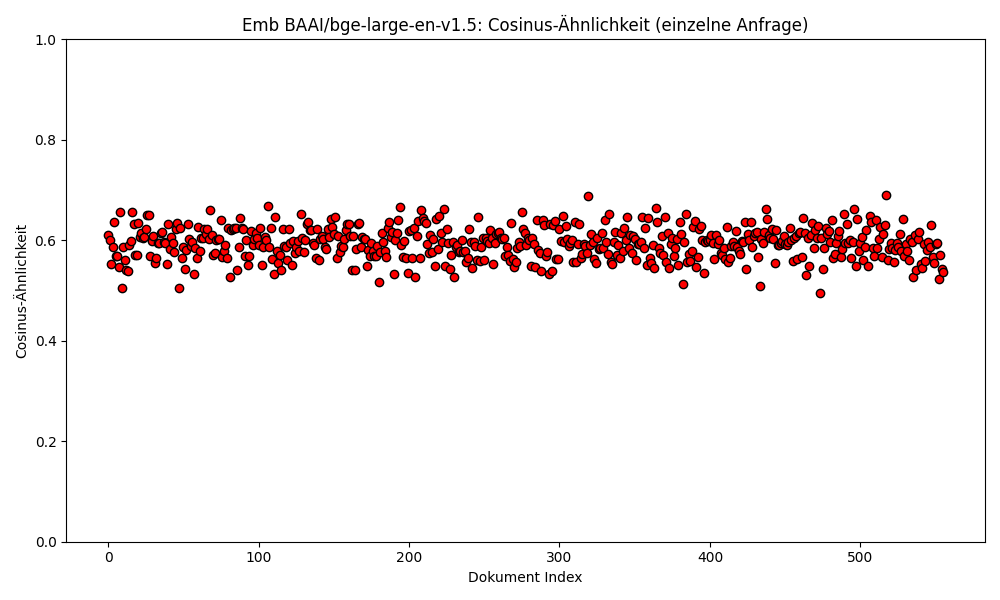 Emb BAAI/bge-large-en-v1.5: Cosinus-Ähnlichkeit (einzelne Anfrage)
Cosinus-Ähnlichkeit
1.0
0.8
0.6
0.4
0.2
0.0
0 100 200 300 400 500
Dokument Index